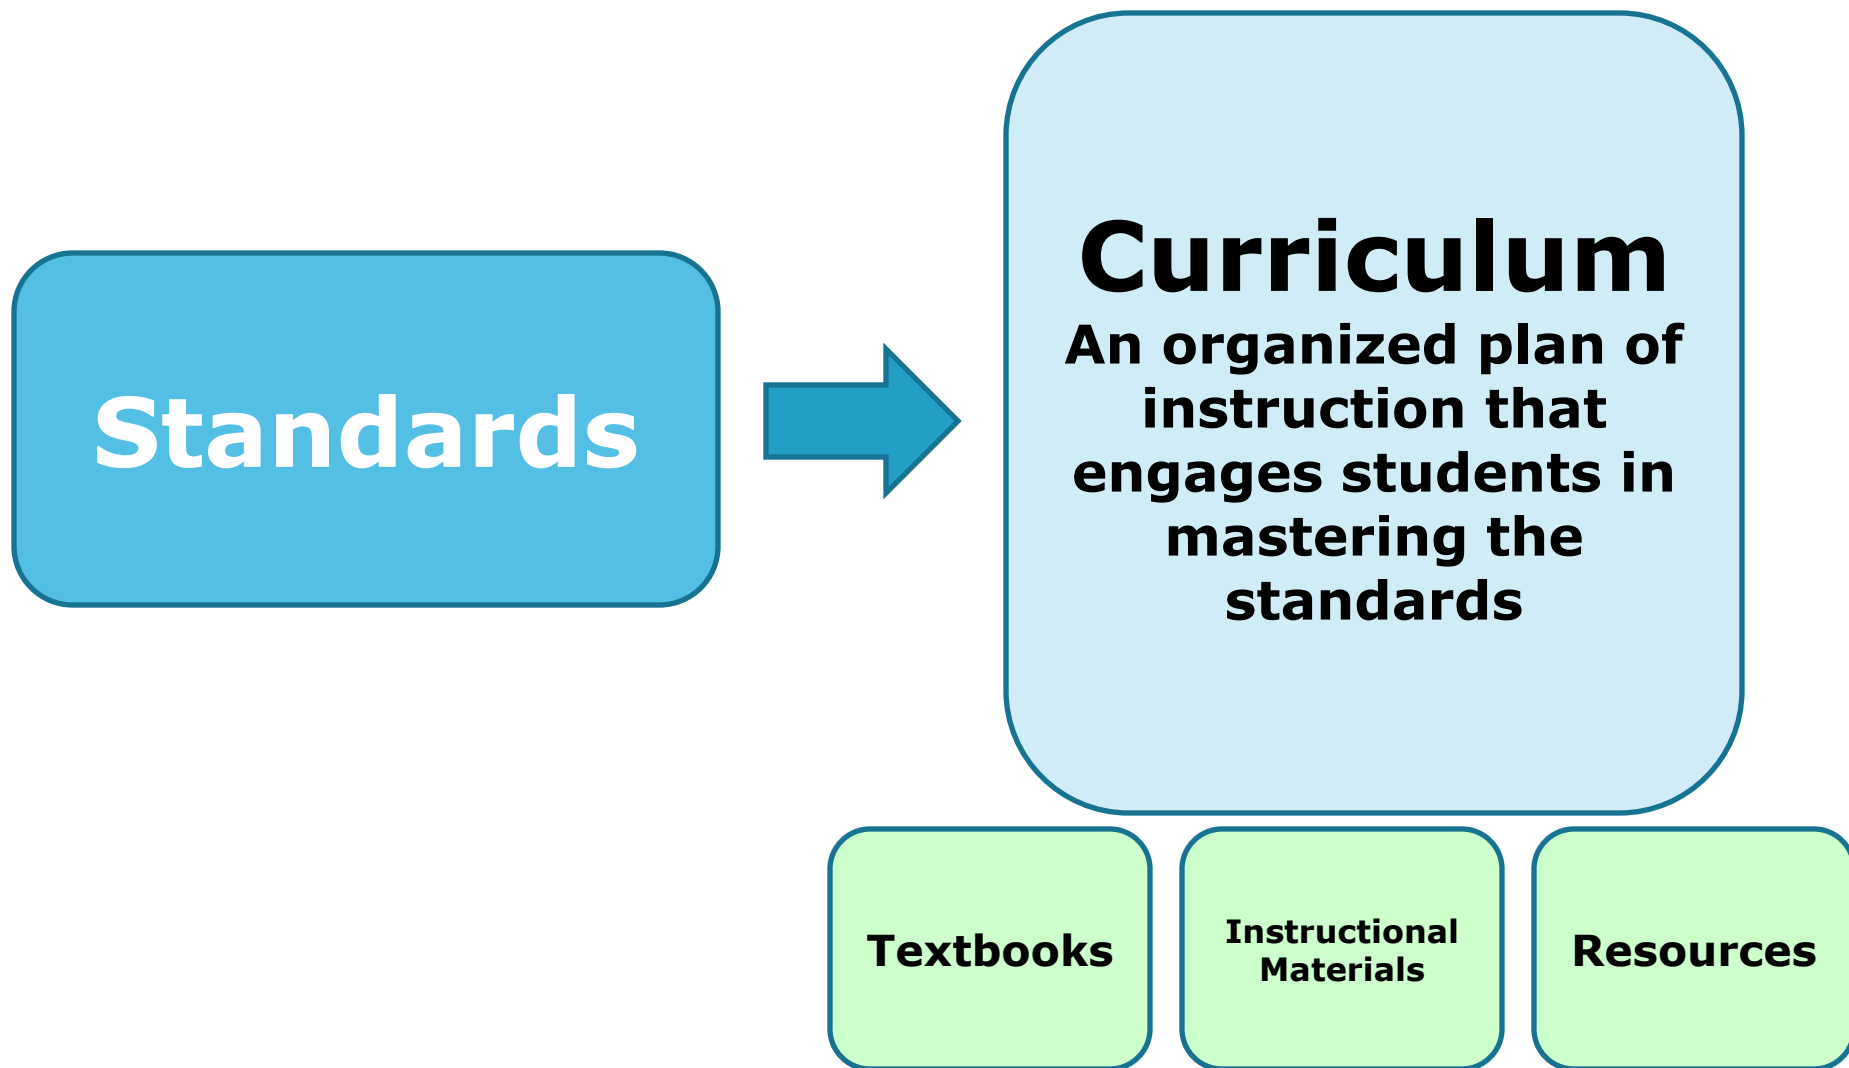 Standards
Curriculum
An organized plan of
instruction that
engages students in
mastering the
standards
Textbooks
Instructional
Materials
Resources